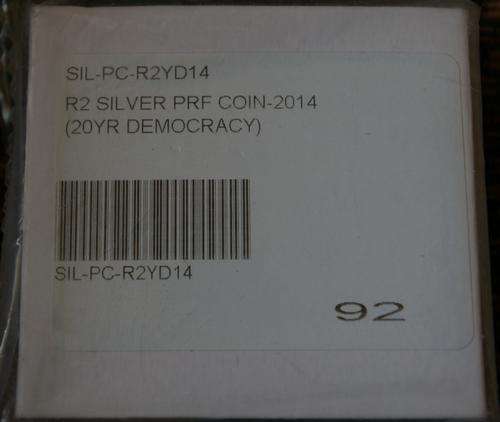 SIL-PC-R2YD14
R2 SILVER PRF COIN-2014
(20YR DEMOCRACY)
SIL-PC-R2YD14
92